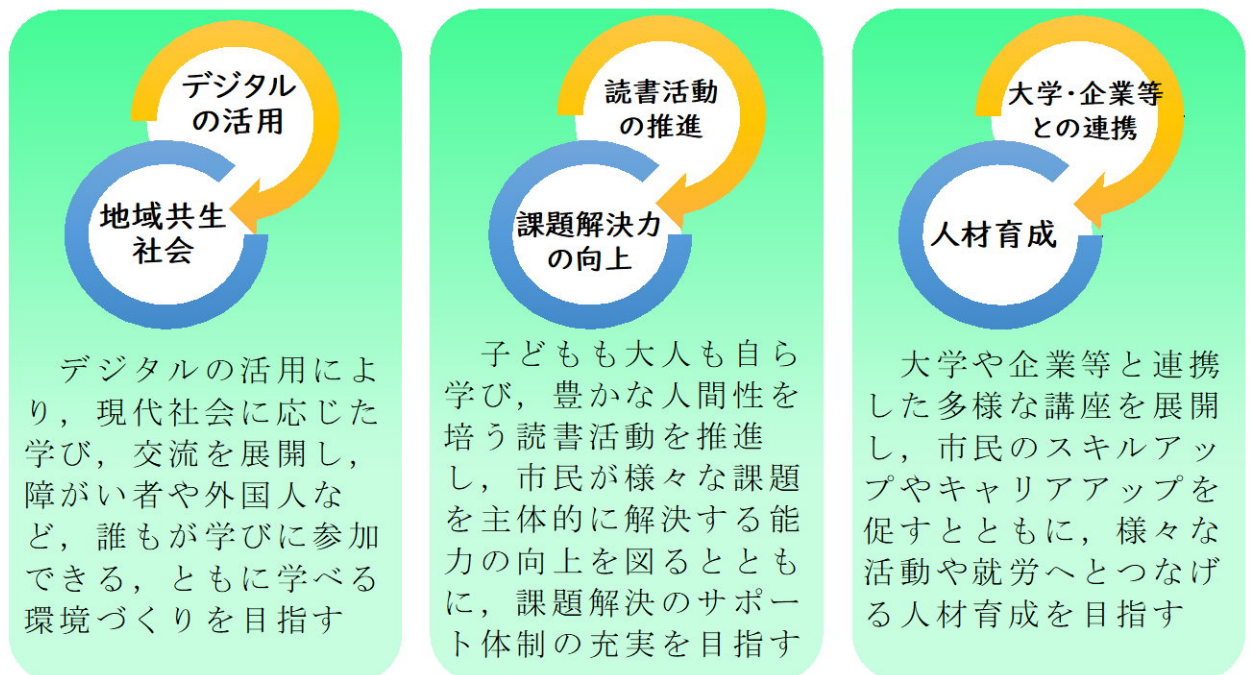 デジタル
の活用
地域共生
社会
デジタルの活用によ
り，現代社会に応じた
学び，交流を展開し，
障がい者や外国人な
ど，誰もが学びに参加
できる，ともに学べる
環境づくりを目指す
読書活動
の推進
課題解決力
の向上
子どもも大人も自ら
学び，豊かな人間性を
培う読書活動を推進
し，市民が様々な課題
を主体的に解決する能
力の向上を図るととも
に，課題解決のサポー
ト体制の充実を目指す
大学・企業等
との連携
人材育成
大学や企業等と連携
した多様な講座を展開
し，市民のスキルアッ
プやキャリアアップを
促すとともに，様々な
活動や就労へとつなげ
る人材育成を目指す